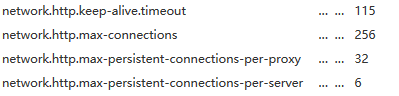 network.http.keep-alive.timeout ... ... 115
network.http.max-connections ... ... 256
network.http.max-persistent-connections-per-proxy ... ... 32
network.http.max-persistent-connections-per-server ... ... 6